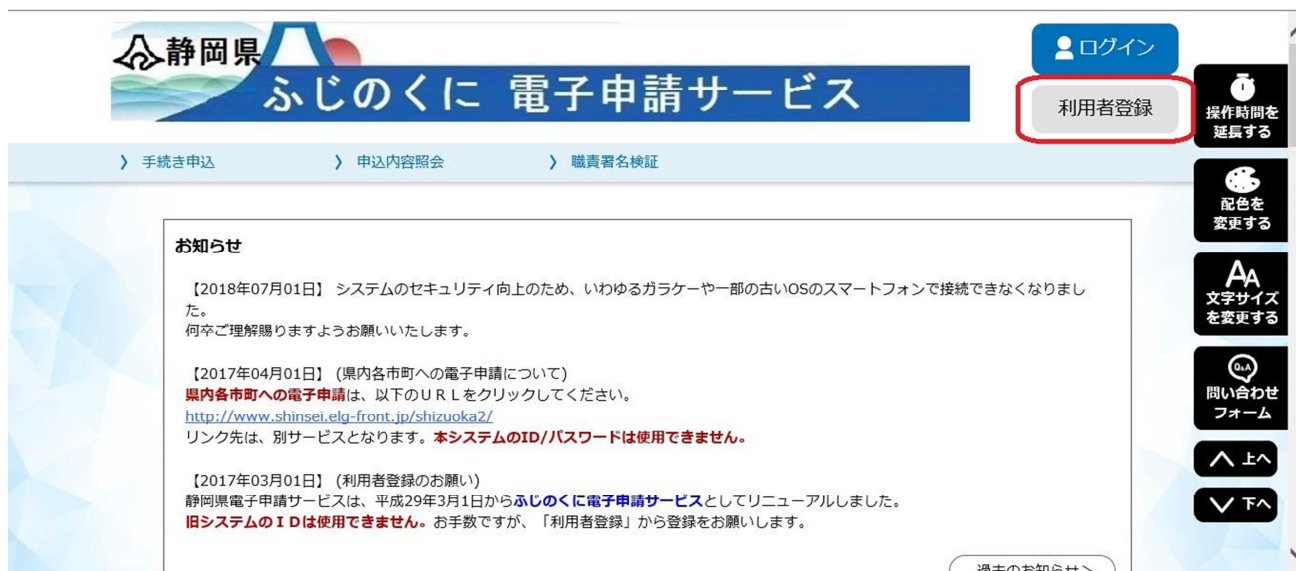 静岡県
ふじのくに 電子申請サービス
ログイン
利用者登録
操作時間を
延長する
配色を
変更する
AA
文字サイズ
を変更する
Q&A
問い合わせ
フォーム
上へ
下へ
手続き申込
申込内容照会
職責署名検証
お知らせ
【2018年07月01日】 システムのセキュリティ向上のため、いわゆるガラケーや一部の古いOSのスマートフォンで接続できなくなりまし
た。
何卒ご理解賜りますようお願いいたします。
【2017年04月01日】 (県内各市町への電子申請について)
県内各市町への電子申請は、以下のURLをクリックしてください。
http://www.shinsei.elg-front.jp/shizuoka2/
リンク先は、別サービスとなります。本システムのID/パスワードは使用できません。
【2017年03月01日】 (利用者登録のお願い)
静岡県電子申請サービスは、平成29年3月1日からふじのくに電子申請サービスとしてリニューアルしました。
旧システムのIDは使用できません。お手数ですが、「利用者登録」から登録をお願いします。
過去のお知らせ＞